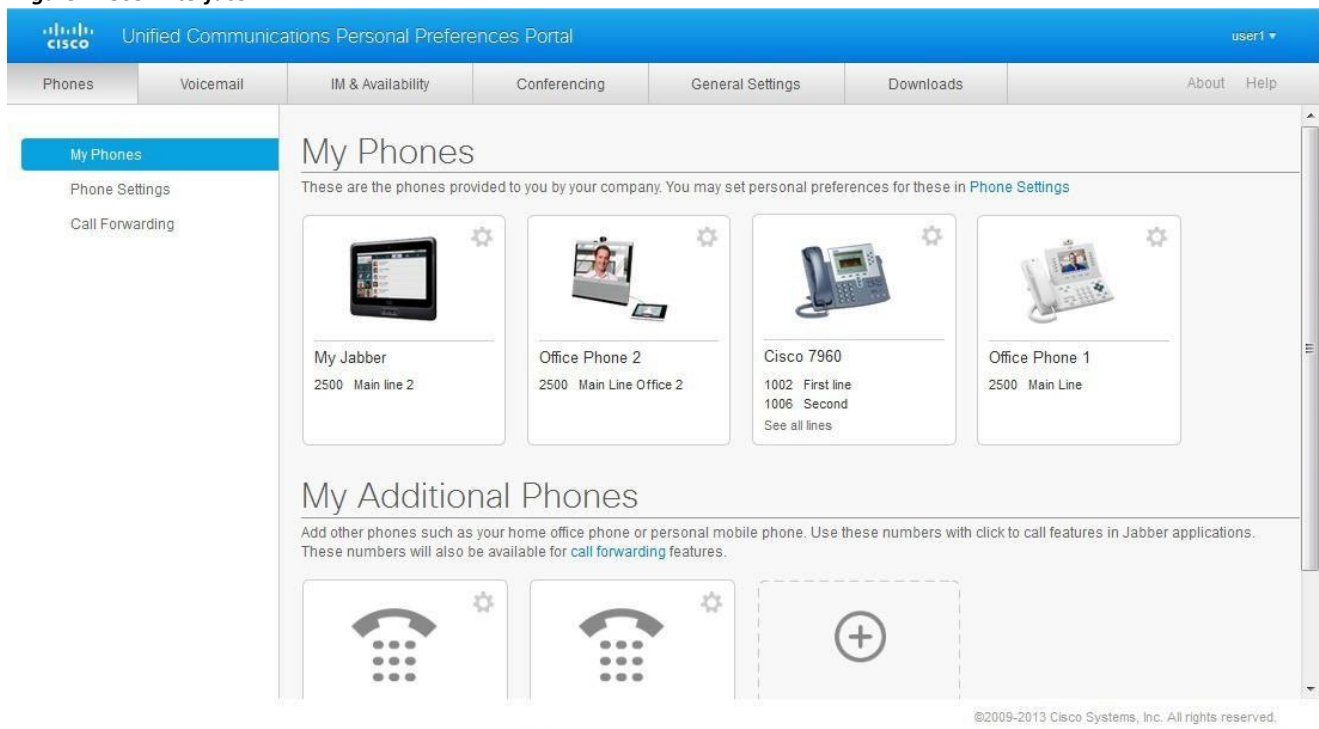 CISCO
Unified Communications Personal Preferences Portal
user1
Phones
Voicemail
IM & Availability
Conferencing
General Settings
Downloads
About
Help
My Phones
Phone Settings
Call Forwarding
My Phones
These are the phones provided to you by your company. You may set personal preferences for these in Phone Settings
My Jabber
2500 Main line 2
Office Phone 2
2500 Main Line Office 2
Cisco 7960
1002 First line
1006 Second
See all lines
Office Phone 1
2500 Main Line
My Additional Phones
Add other phones such as your home office phone or personal mobile phone. Use these numbers with click to call features in Jabber applications.
These numbers will also be available for call forwarding features.
©2009-2013 Cisco Systems, Inc. All rights reserved.